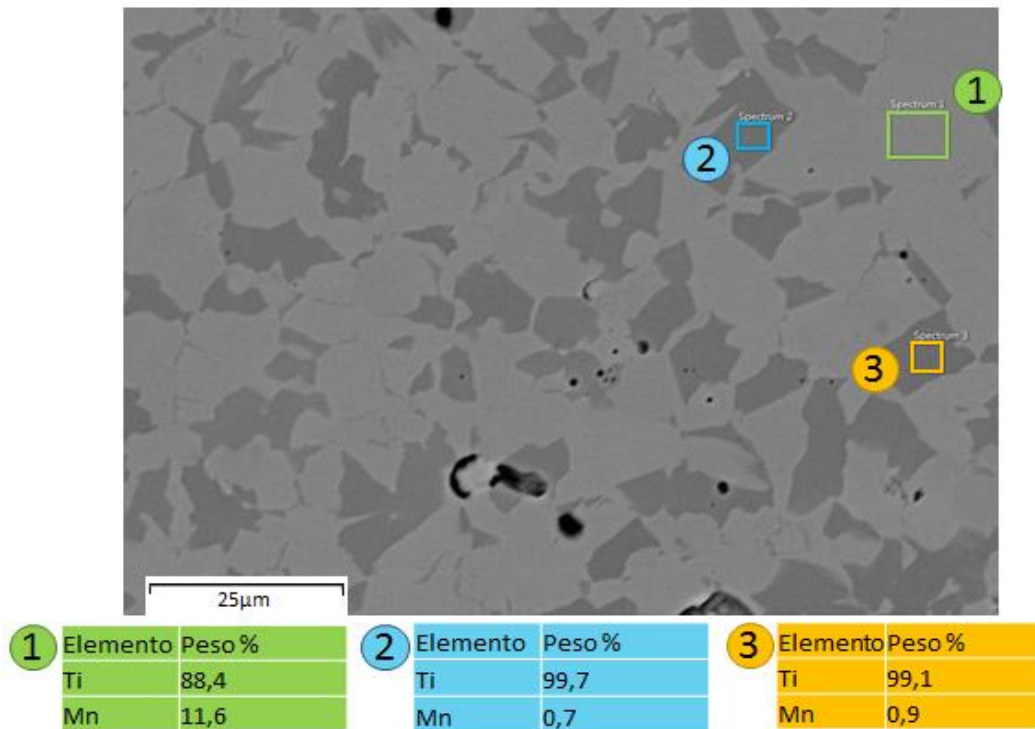 Spectrum 1
1
Spectrum 2
2
Spectrum 3
3
25µm
1
Elemento Peso %
Ti 88,4
Mn 11,6
2
Elemento Peso %
Ti 99,7
Mn 0,7
3
Elemento Peso %
Ti 99,1
Mn 0,9